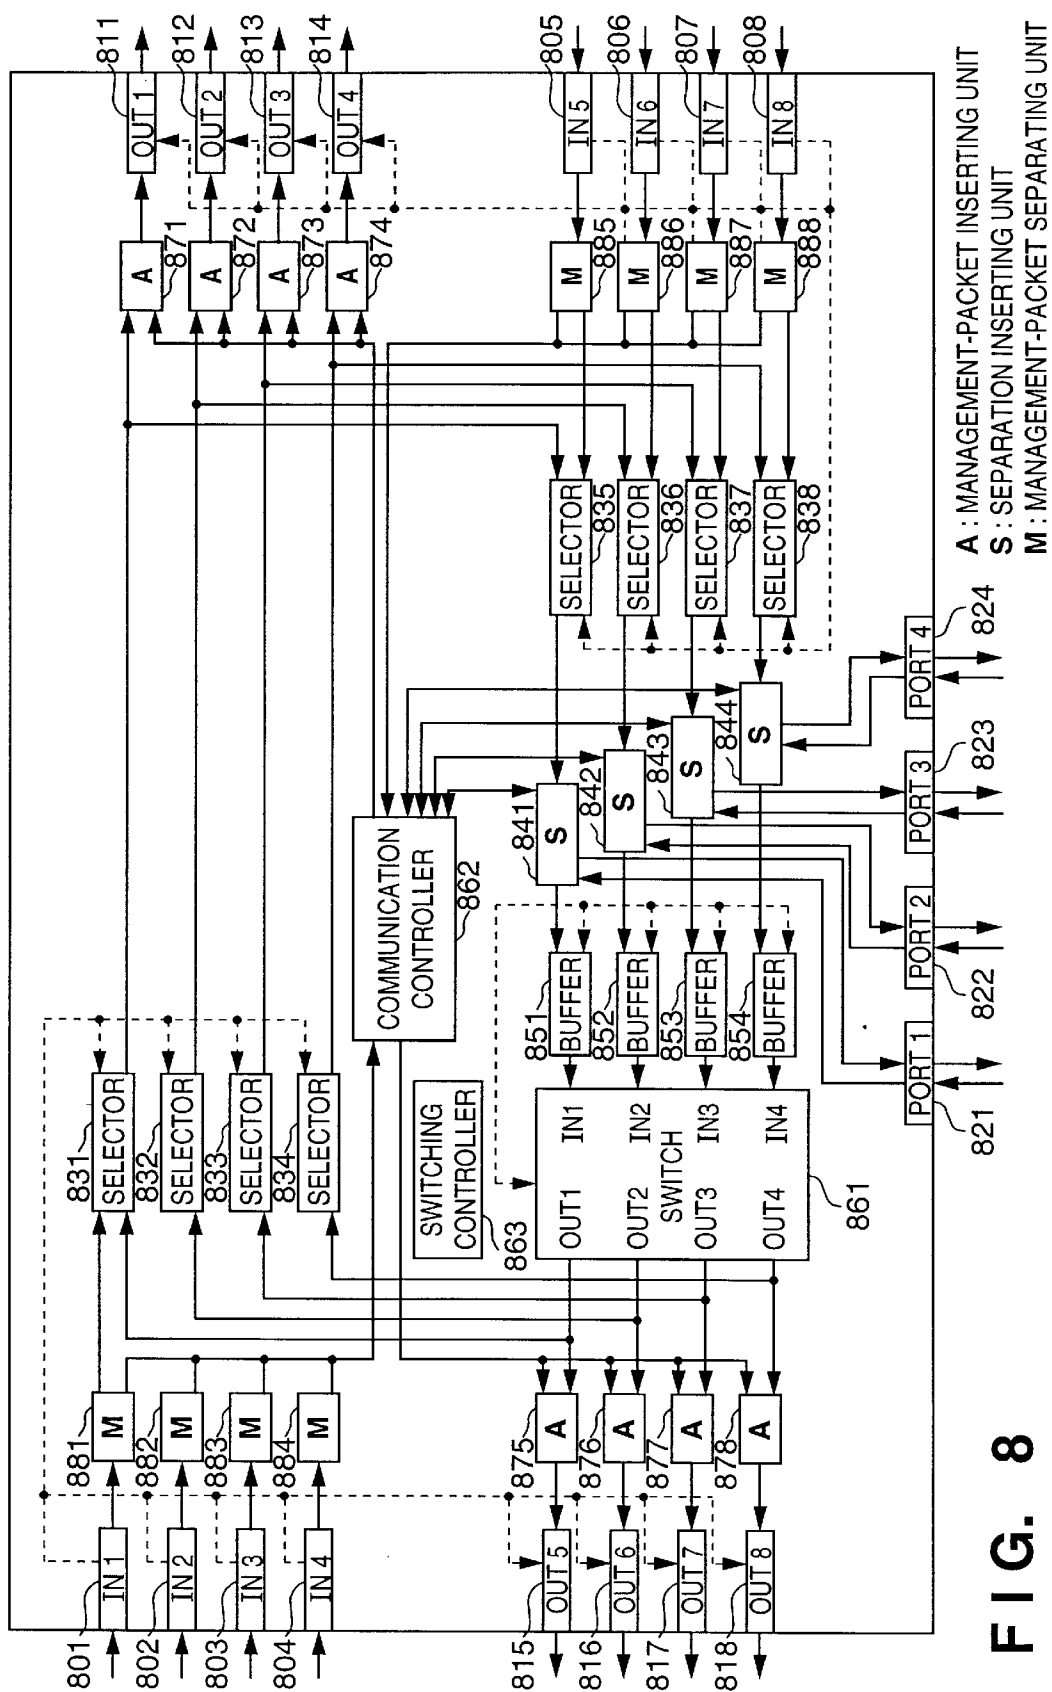 801
IN 1
881
M
831
SELECTOR
871
A
OUT 1
811
802
IN 2
882
M
832
SELECTOR
872
A
OUT 2
812
803
IN 3
883
M
833
SELECTOR
873
A
OUT 3
813
804
IN 4
884
M
834
SELECTOR
874
A
OUT 4
814
SWITCHING
CONTROLLER
863
COMMUNICATION
CONTROLLER
862
815
OUT 5
875
A
OUT1
IN1
851
BUFFER
841
S
SELECTOR
835
M
885
IN 5
805
816
OUT 6
876
A
OUT2
IN2
852
BUFFER
842
S
SELECTOR
836
M
886
IN 6
806
SWITCH
817
OUT 7
877
A
OUT3
IN3
853
BUFFER
843
S
SELECTOR
837
M
887
IN 7
807
818
OUT 8
878
A
OUT4
IN4
854
BUFFER
844
S
SELECTOR
838
M
888
IN 8
808
861
PORT 1
821
PORT 2
822
PORT 3
823
PORT 4
824
A : MANAGEMENT-PACKET INSERTING UNIT
S : SEPARATION INSERTING UNIT
M : MANAGEMENT-PACKET SEPARATING UNIT
FIG. 8